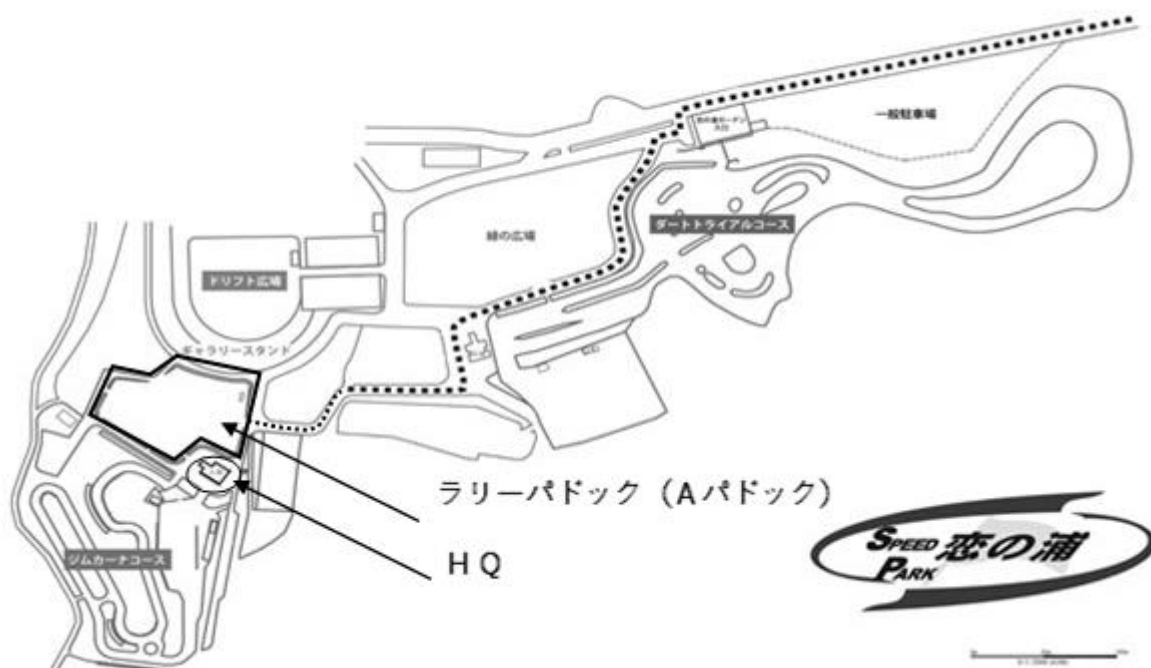 一般駐車場
ダートトライアルコース
緑の広場
ドリフト広場
ギャラリースタンド
ラリーパドック（Aパドック）
HQ
ジムカーナコース
SPEED 恋の浦
PARK